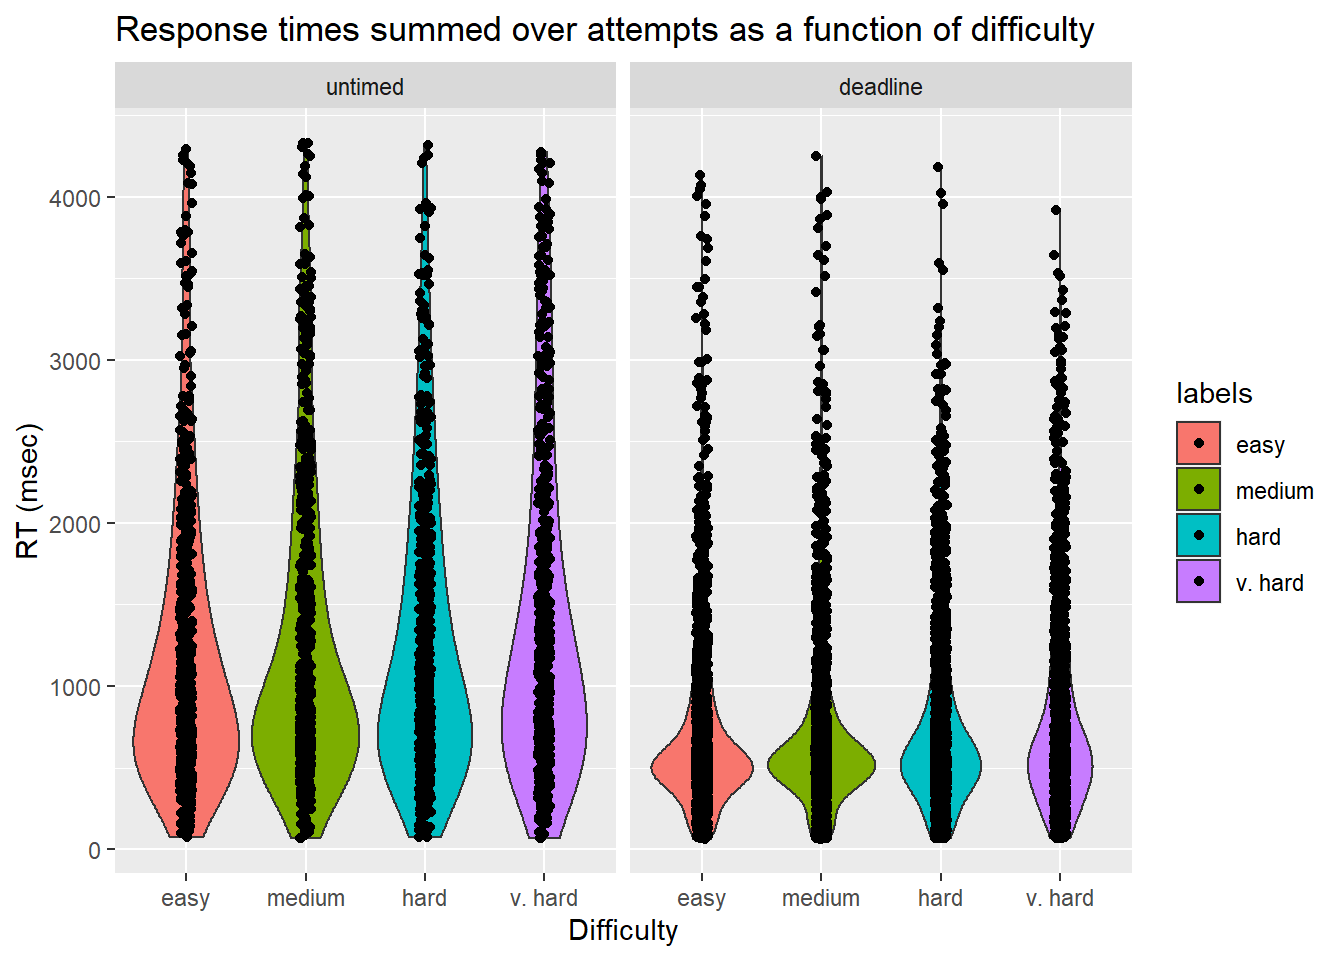 Response times summed over attempts as a function of difficulty
untimed
deadline
RT (msec)
4000
3000
2000
1000
0
easy
medium
hard
v. hard
easy
medium
hard
v. hard
Difficulty
labels
easy
medium
hard
v. hard